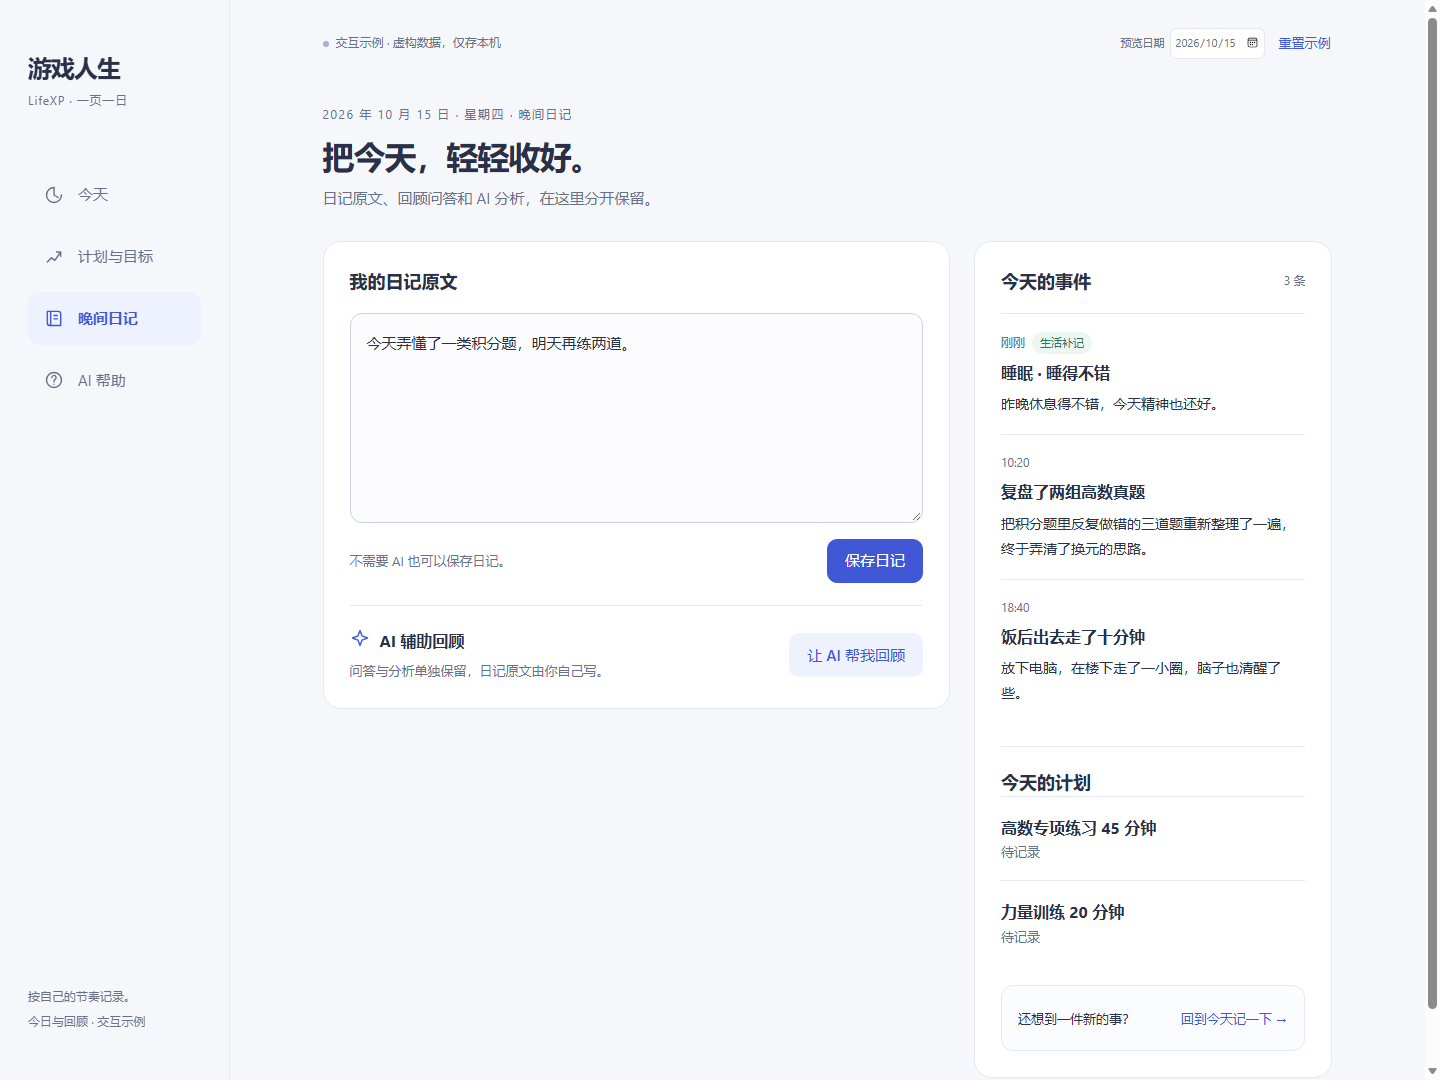 游戏人生
LifeXP · 一页一日
今天
计划与目标
晚间日记
AI 帮助
按自己的节奏记录。
今日与回顾 · 交互示例
交互示例 · 虚构数据，仅存本机
预览日期 2026/10/15 重置示例
2026 年 10 月 15 日 · 星期四 · 晚间日记
把今天，轻轻收好。
日记原文、回顾问答和 AI 分析，在这里分开保留。
我的日记原文
今天弄懂了一类积分题，明天再练两道。
不需要 AI 也可以保存日记。
保存日记
AI 辅助回顾
问答与分析单独保留，日记原文由你自己写。
让 AI 帮我回顾
今天的事件 3 条
刚刚 生活补记
睡眠 · 睡得不错
昨晚休息得不错，今天精神也还好。
10:20
复盘了两组高数真题
把积分题里反复做错的三道题重新整理了一遍，
终于弄清了换元的思路。
18:40
饭后出去走了十分钟
放下电脑，在楼下走了一小圈，脑子也清醒了
些。
今天的计划
高数专项练习 45 分钟
待记录
力量训练 20 分钟
待记录
还想到一件新的事？ 回到今天记一下 →